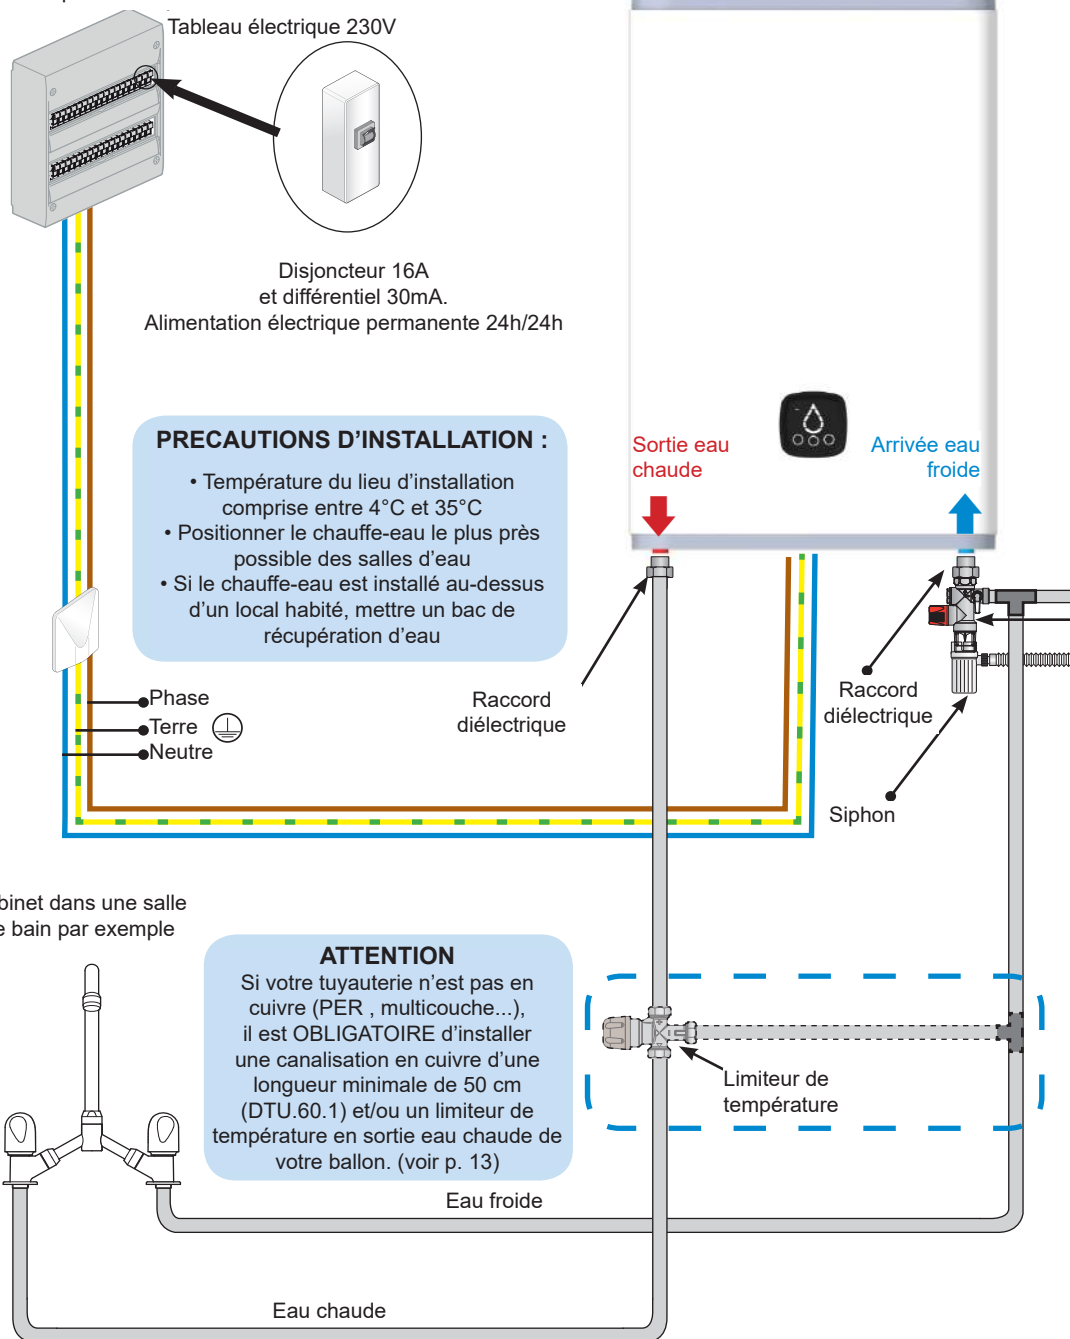 Tableau électrique 230V
Disjoncteur 16A
et différentiel 30mA.
Alimentation électrique permanente 24h/24h
PRECAUTIONS D’INSTALLATION :
• Température du lieu d’installation
comprise entre 4°C et 35°C
• Positionner le chauffe-eau le plus près
possible des salles d’eau
• Si le chauffe-eau est installé au-dessus
d’un local habité, mettre un bac de
récupération d’eau
Sortie eau
chaude
Arrivée eau
froide
Phase
Terre
Neutre
Raccord
diélectrique
Raccord
diélectrique
Siphon
binet dans une salle
e bain par exemple
ATTENTION
Si votre tuyauterie n’est pas en
cuivre (PER , multicouche...),
il est OBLIGATOIRE d’installer
une canalisation en cuivre d’une
longueur minimale de 50 cm
(DTU.60.1) et/ou un limiteur de
température en sortie eau chaude de
votre ballon. (voir p. 13)
Limiteur de
température
Eau froide
Eau chaude